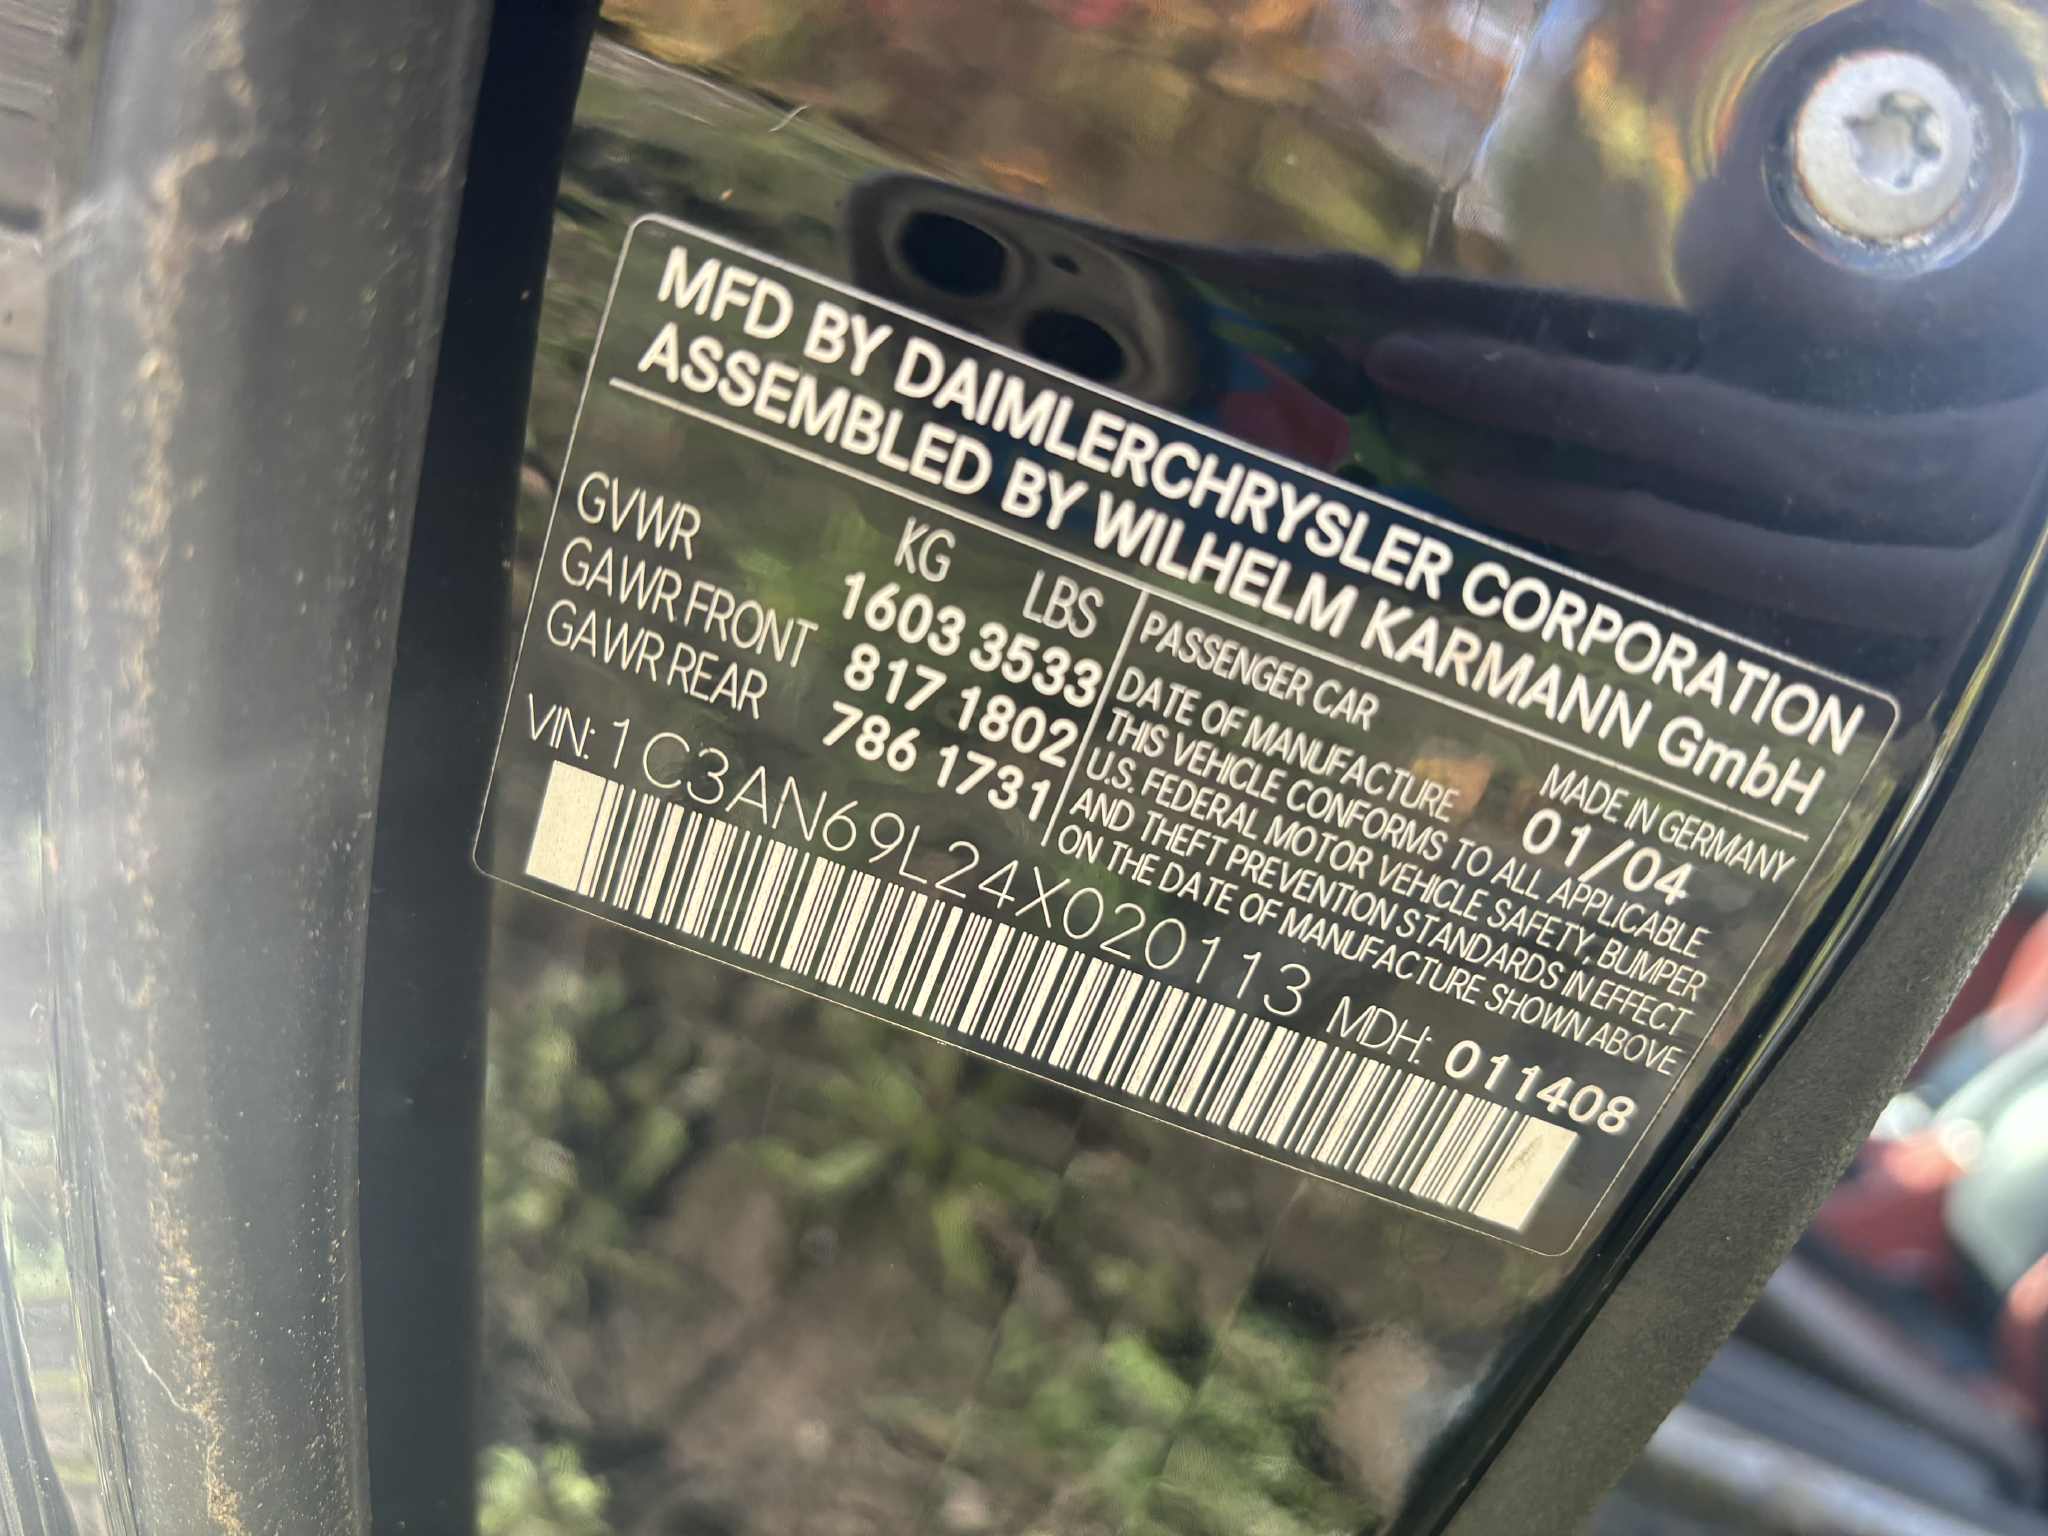 MFD BY DAIMLERCHRYSLER CORPORATION
ASSEMBLED BY WILHELM KARMANN GmbH
KG LBS
GVWR 1603 3533
GAWR FRONT 817 1802
GAWR REAR 786 1731
PASSENGER CAR MADE IN GERMANY
DATE OF MANUFACTURE 01/04
THIS VEHICLE CONFORMS TO ALL APPLICABLE
U.S. FEDERAL MOTOR VEHICLE SAFETY, BUMPER
AND THEFT PREVENTION STANDARDS IN EFFECT
ON THE DATE OF MANUFACTURE SHOWN ABOVE
VIN: 1C3AN69L24X020113 MDH: 011408